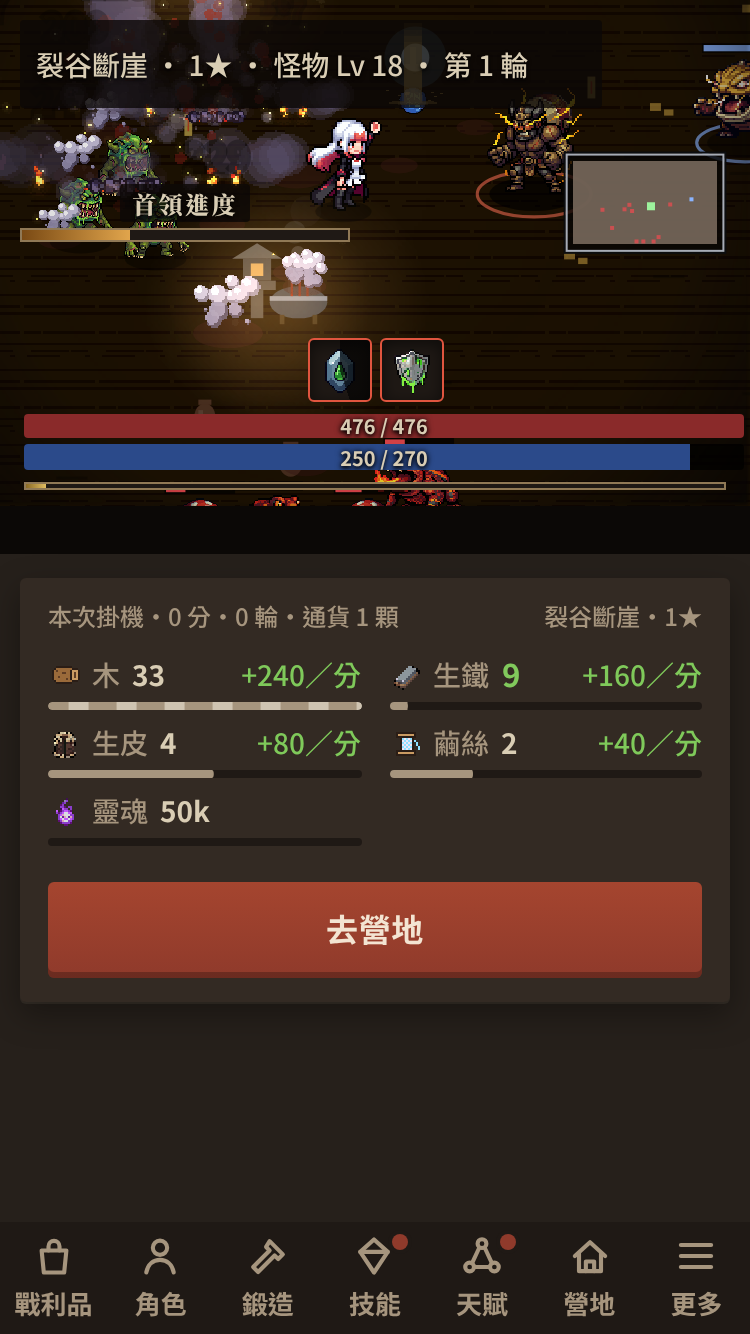 裂谷斷崖 · 1★ · 怪物 Lv 18 · 第 1 輪
首領進度
476 / 476
250 / 270
本次掛機·0 分·0 輪·通貨 1 顆
裂谷斷崖·1★
木 33 +240／分
生鐵 9 +160／分
生皮 4 +80／分
繭絲 2 +40／分
靈魂 50k
去營地
戰利品 角色 鍛造 技能 天賦 營地 更多